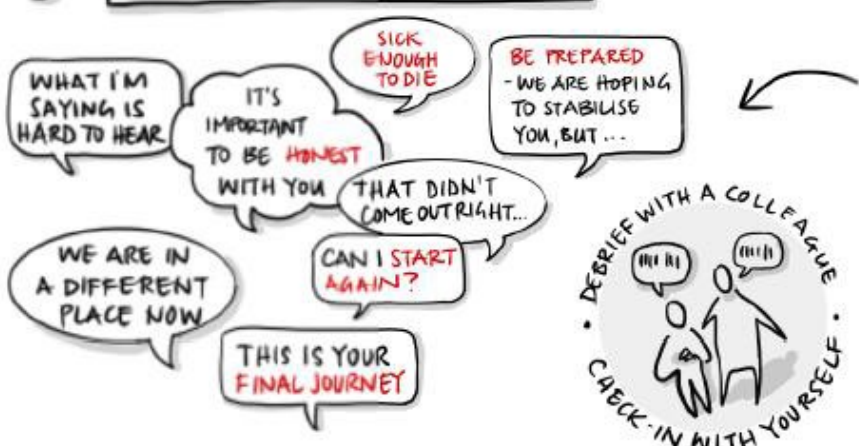 WHAT I'M
SAYING IS
HARD TO HEAR
IT'S
IMPORTANT
TO BE HONEST
WITH YOU
SICK
ENOUGH
TO DIE
BE PREPARED
- WE ARE HOPING
TO STABILISE
YOU, BUT ...
THAT DIDN'T
COME OUT RIGHT...
WE ARE IN
A DIFFERENT
PLACE NOW
CAN I START
AGAIN?
THIS IS YOUR
FINAL JOURNEY
DEBRIEF WITH A COLLEAGUE
CHECK-IN WITH YOURSELF